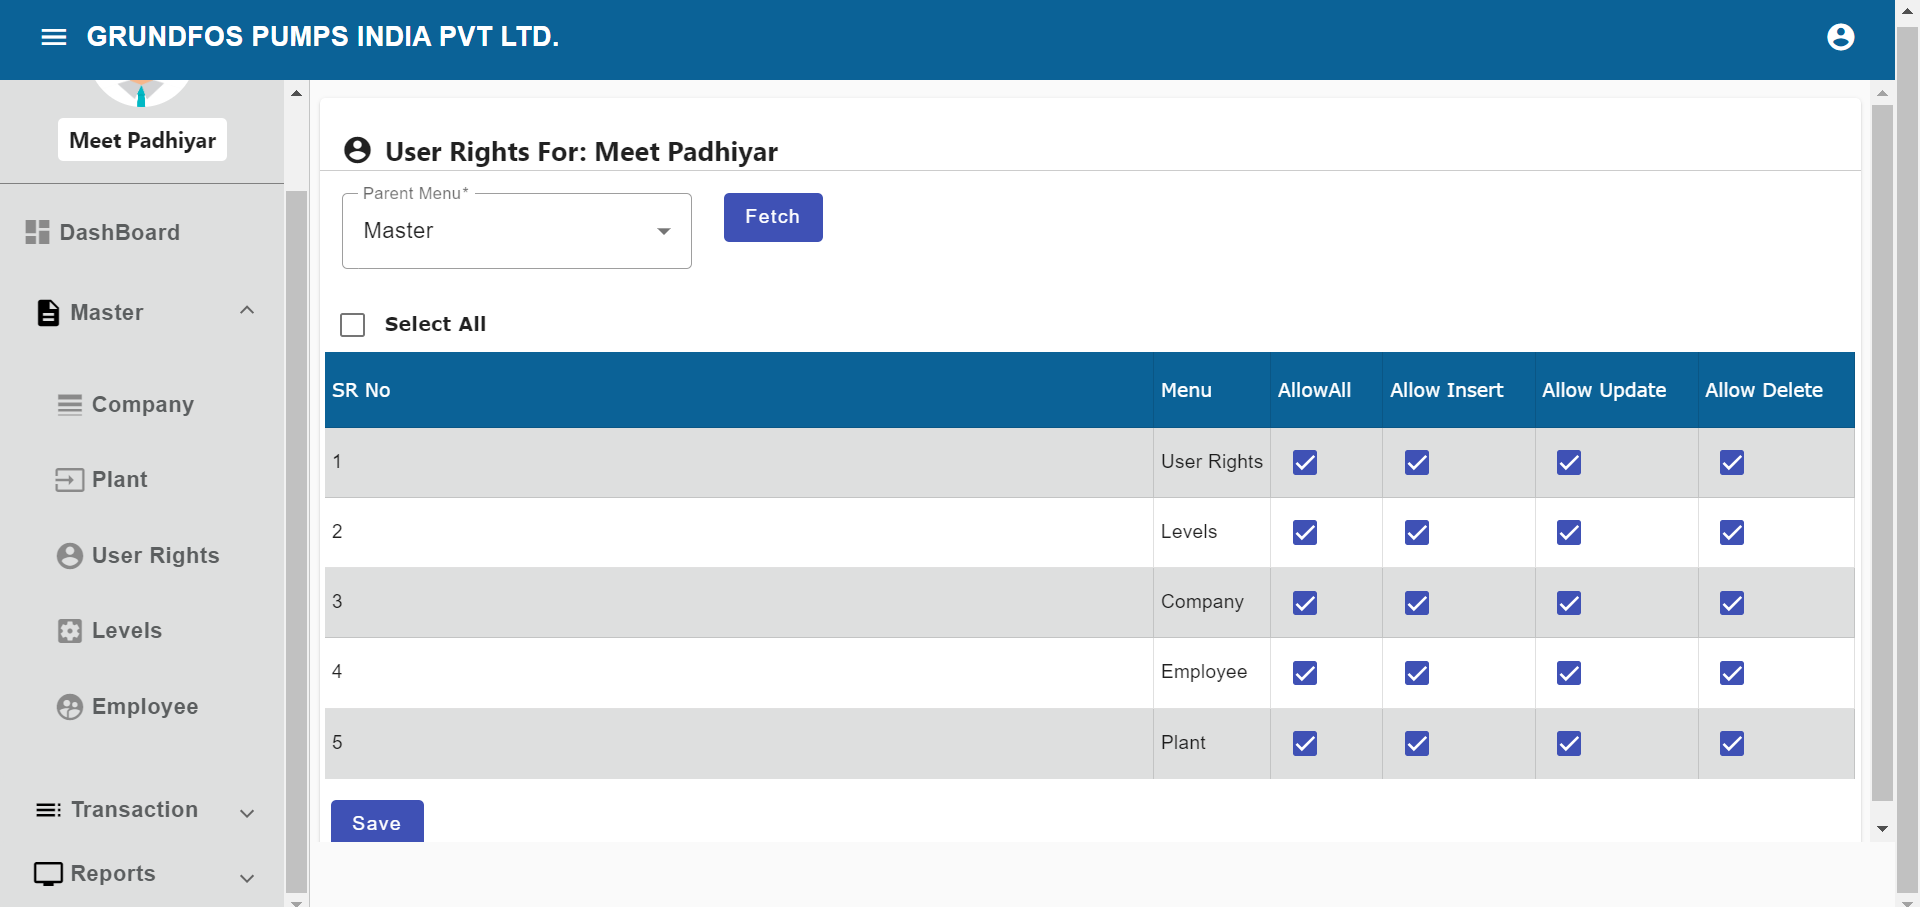 GRUNDFOS PUMPS INDIA PVT LTD.
Meet Padhiyar
DashBoard
Master
Company
Plant
User Rights
Levels
Employee
Transaction
Reports
User Rights For: Meet Padhiyar
Parent Menu*
Master
Fetch
Select All
SR No Menu AllowAll Allow Insert Allow Update Allow Delete
1 User Rights
2 Levels
3 Company
4 Employee
5 Plant
Save